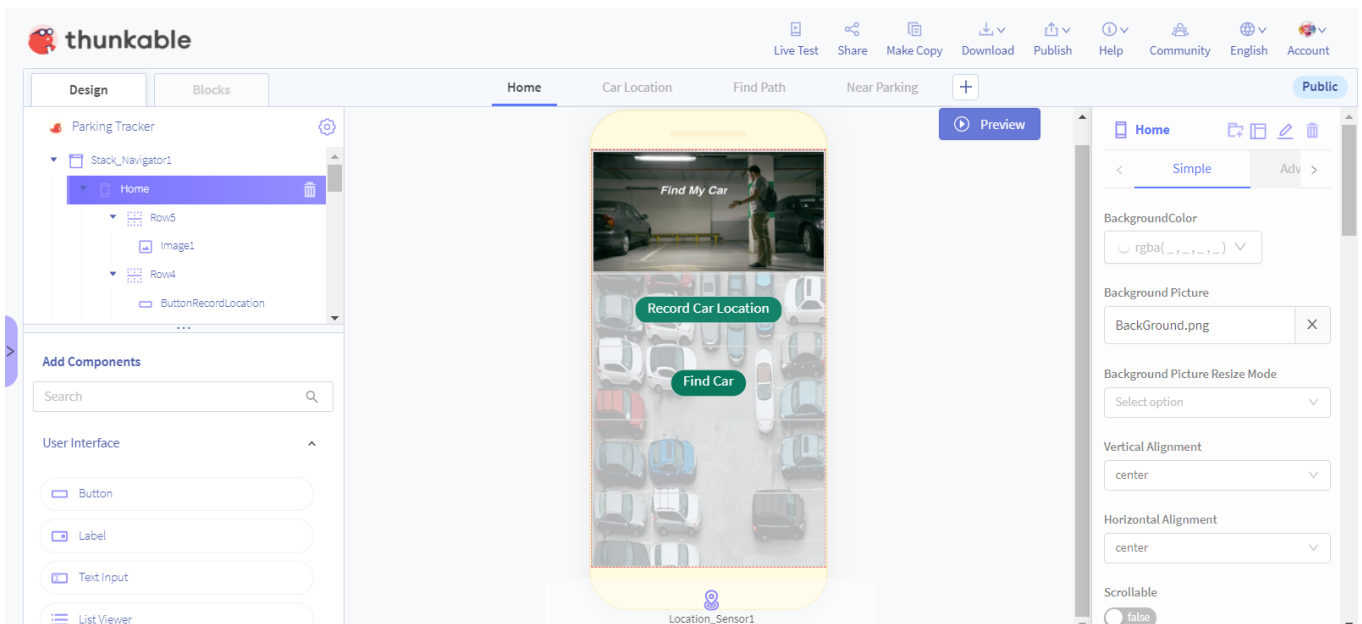 thunkable
Live Test
Share
Make Copy
Download
Publish
Help
Community
English
Account
Design
Blocks
Home
Car Location
Find Path
Near Parking
+
Public
Parking Tracker
Stack_Navigator1
Home
Row5
Image1
Row4
ButtonRecordLocation
Add Components
Search
User Interface
Button
Label
Text Input
List Viewer
Preview
Find My Car
Record Car Location
Find Car
Location_Sensor1
Home
Simple
Adv
BackgroundColor
rgba(_,_,_,_)
Background Picture
BackGround.png
Background Picture Resize Mode
Select option
Vertical Alignment
center
Horizontal Alignment
center
Scrollable
false